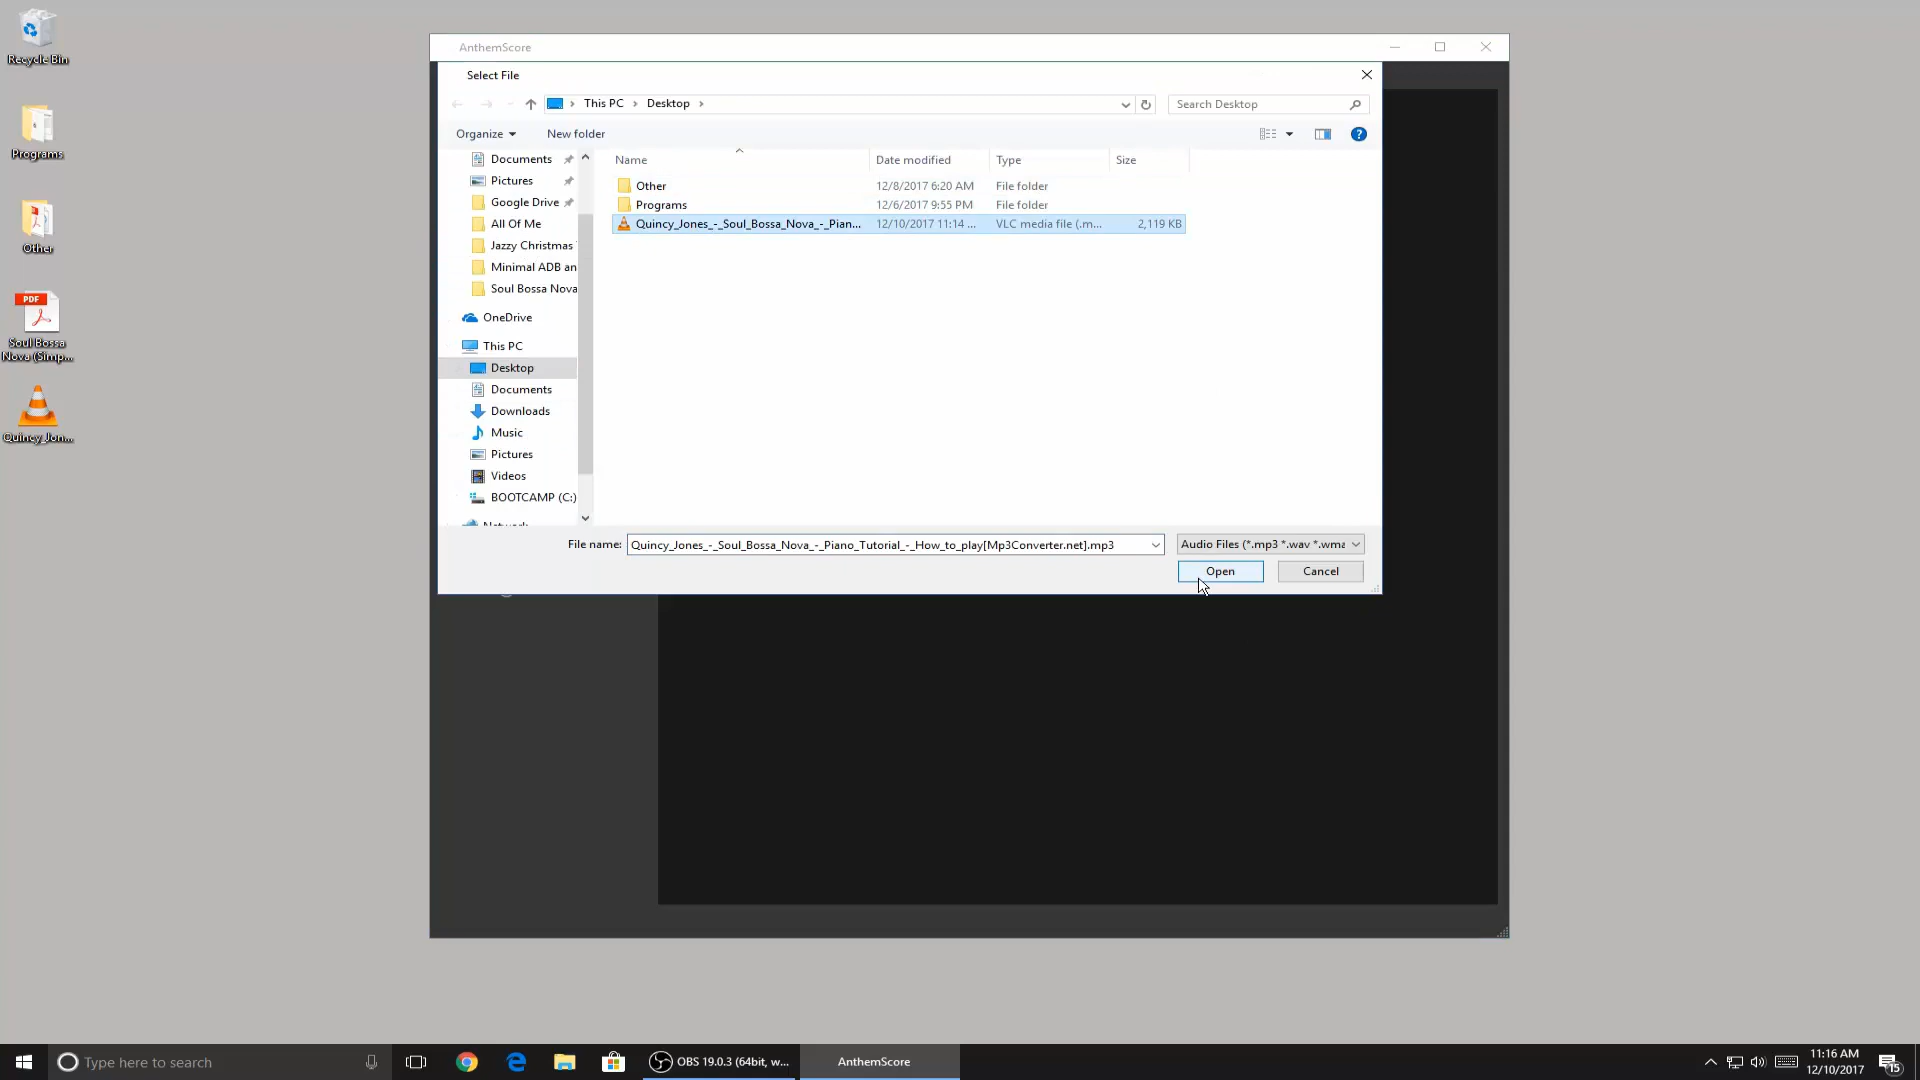 Recycle Bin
Programs
Other
PDF
Soul Bossa
Nova (Simp...
Quincy_Jon...
AnthemScore
Select File
This PC
Desktop
Search Desktop
Organize
New folder
?
Documents
Pictures
Google Drive
All Of Me
Jazzy Christmas
Minimal ADB an
Soul Bossa Nova
OneDrive
This PC
Desktop
Documents
Downloads
Music
Pictures
Videos
BOOTCAMP (C:)
Network
Name
Date modified
Type
Size
Other
12/8/2017 6:20 AM
File folder
Programs
12/6/2017 9:55 PM
File folder
Quincy_Jones_-_Soul_Bossa_Nova_-_Pian...
12/10/2017 11:14 ...
VLC media file (.m...
2,119 KB
File name:
Quincy_Jones_-_Soul_Bossa_Nova_-_Piano_Tutorial_-_How_to_play[Mp3Converter.net].mp3
Audio Files (*.mp3 *.wav *.wma
Open
Cancel
Type here to search
OBS 19.0.3 (64bit, w...
AnthemScore
11:16 AM
12/10/2017
15